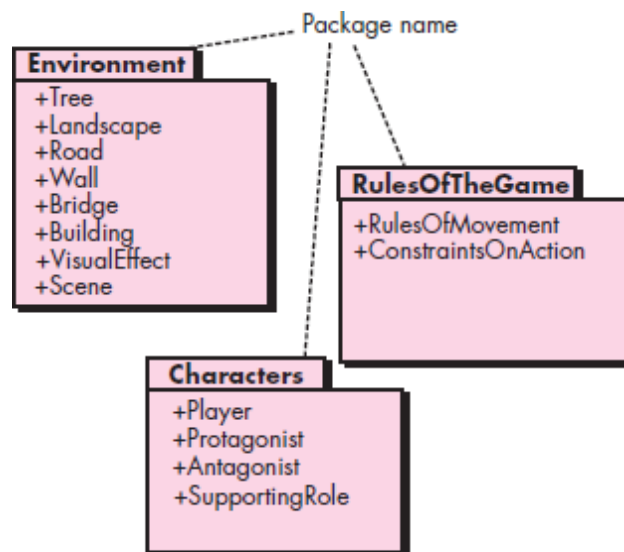 Package name
Environment
+Tree
+Landscape
+Road
+Wall
+Bridge
+Building
+VisualEffect
+Scene
RulesOfTheGame
+RulesOfMovement
+ConstraintsOnAction
Characters
+Player
+Protagonist
+Antagonist
+SupportingRole